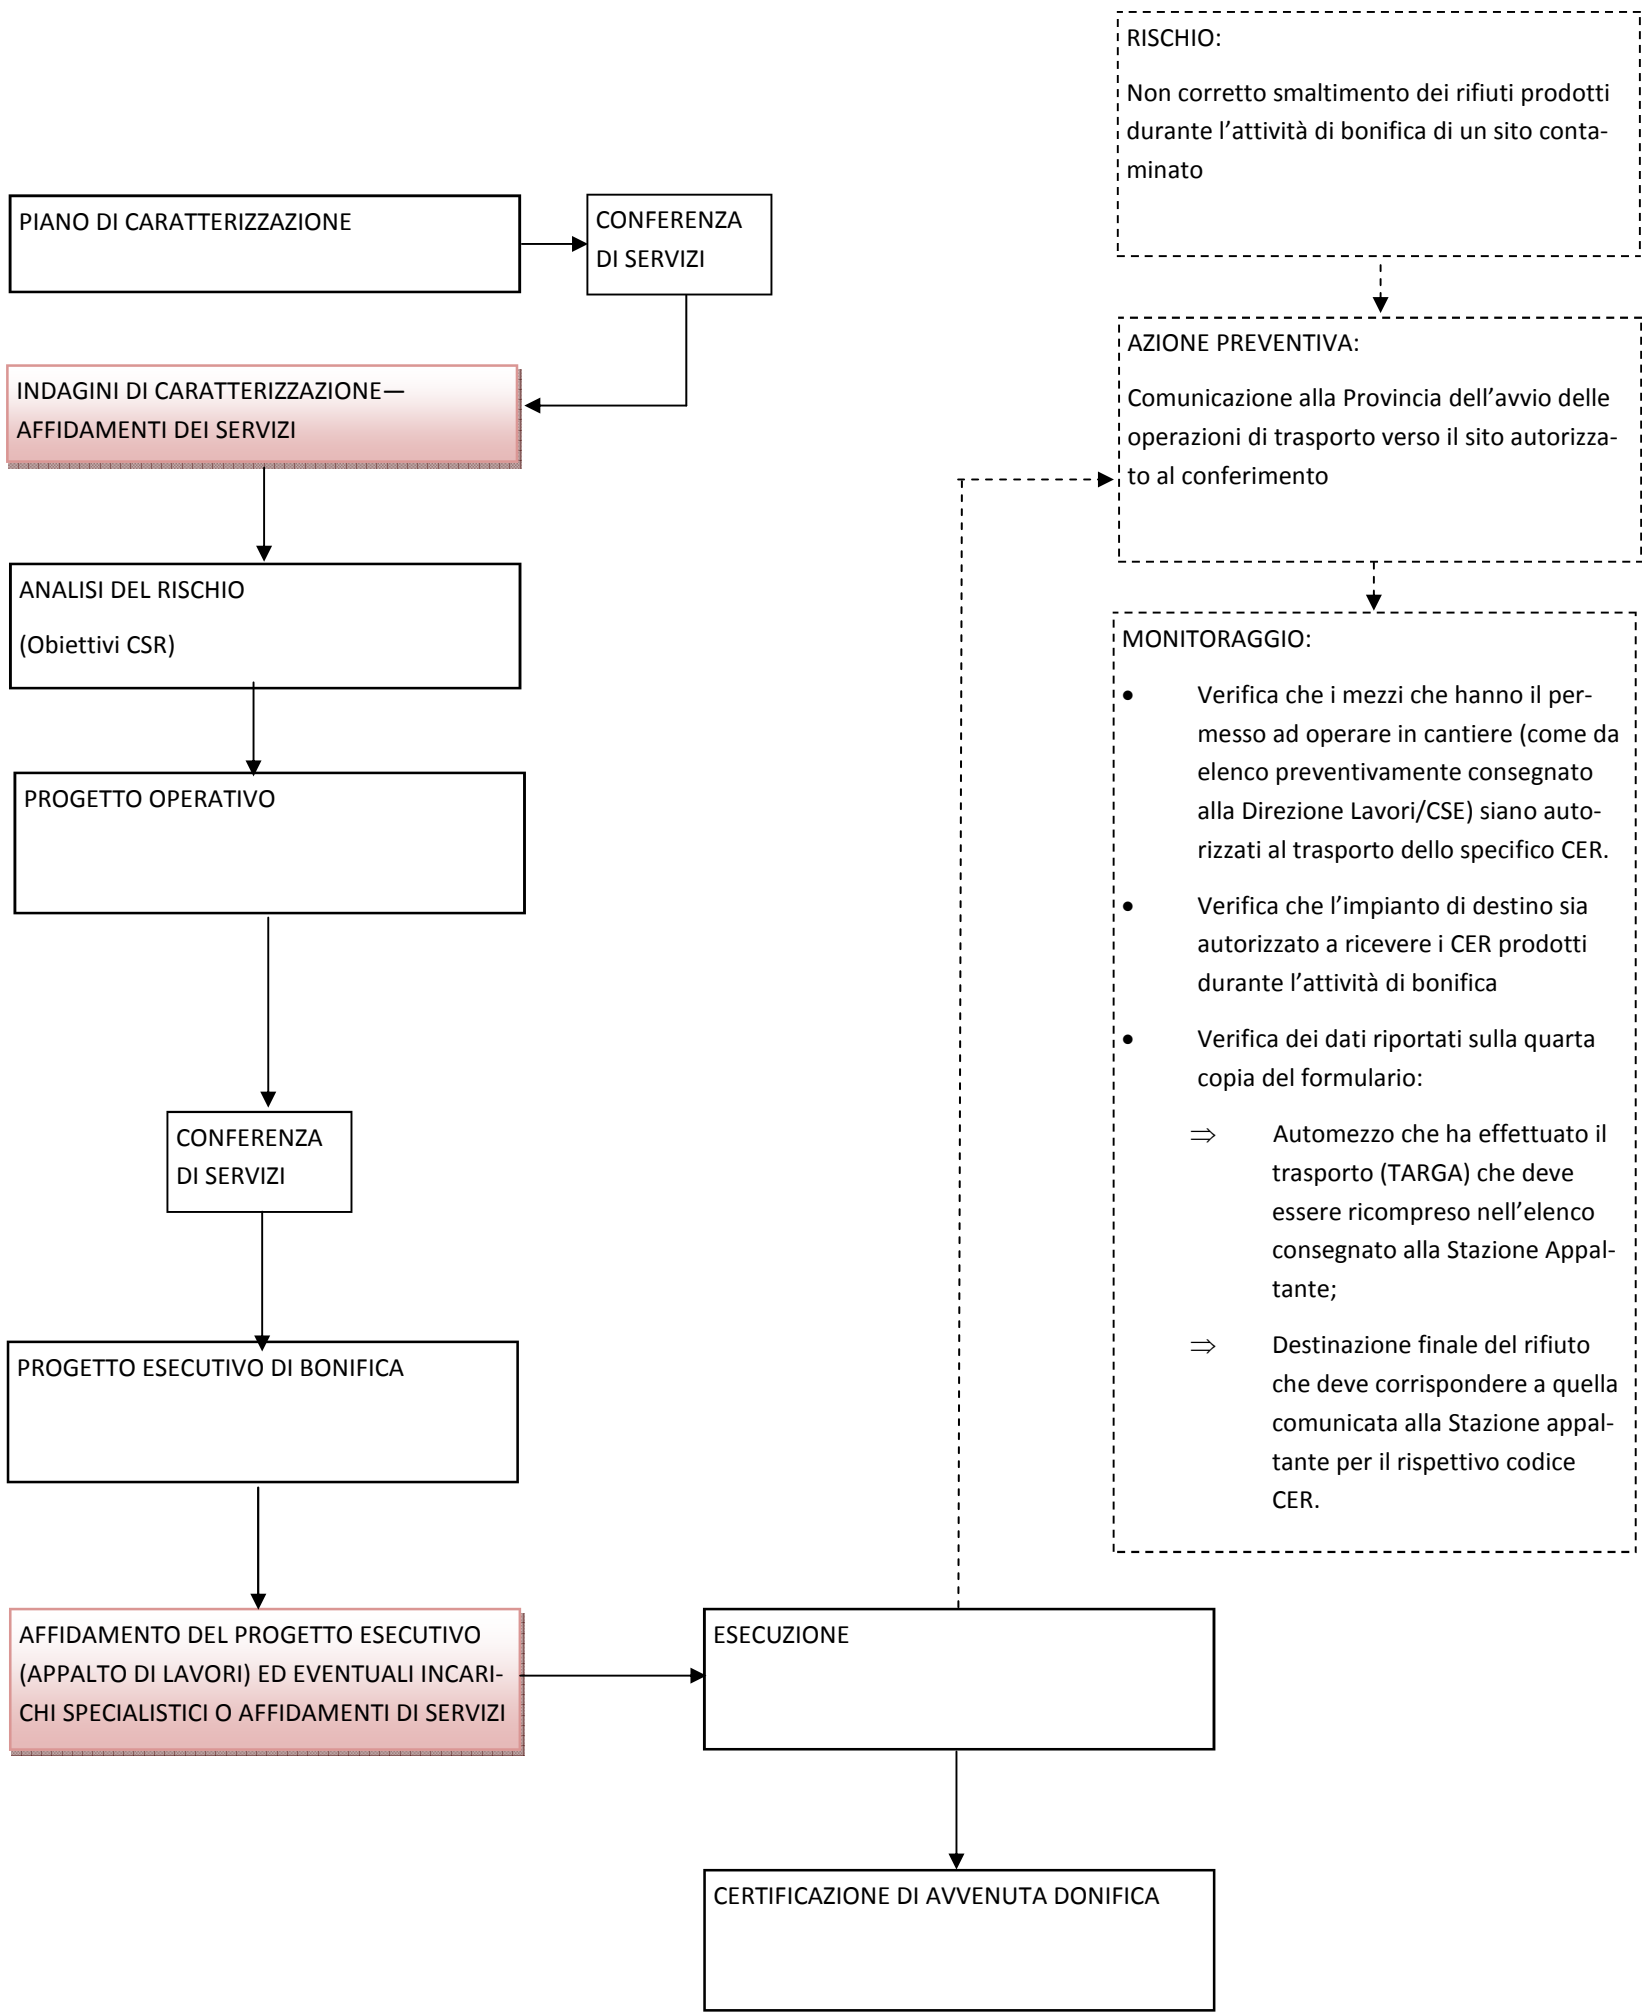 PIANO DI CARATTERIZZAZIONE
CONFERENZA
DI SERVIZI
INDAGINI DI CARATTERIZZAZIONE—
AFFIDAMENTI DEI SERVIZI
ANALISI DEL RISCHIO
(Obiettivi CSR)
PROGETTO OPERATIVO
CONFERENZA
DI SERVIZI
PROGETTO ESECUTIVO DI BONIFICA
AFFIDAMENTO DEL PROGETTO ESECUTIVO
(APPALTO DI LAVORI) ED EVENTUALI INCARI-
CHI SPECIALISTICI O AFFIDAMENTI DI SERVIZI
ESECUZIONE
CERTIFICAZIONE DI AVVENUTA DONIFICA
RISCHIO:
Non corretto smaltimento dei rifiuti prodotti
durante l’attività di bonifica di un sito conta-
minato
AZIONE PREVENTIVA:
Comunicazione alla Provincia dell’avvio delle
operazioni di trasporto verso il sito autorizza-
to al conferimento
MONITORAGGIO:
• Verifica che i mezzi che hanno il per-
messo ad operare in cantiere (come da
elenco preventivamente consegnato
alla Direzione Lavori/CSE) siano auto-
rizzati al trasporto dello specifico CER.
• Verifica che l’impianto di destino sia
autorizzato a ricevere i CER prodotti
durante l’attività di bonifica
• Verifica dei dati riportati sulla quarta
copia del formulario:
⇒ Automezzo che ha effettuato il
trasporto (TARGA) che deve
essere ricompreso nell’elenco
consegnato alla Stazione Appal-
tante;
⇒ Destinazione finale del rifiuto
che deve corrispondere a quella
comunicata alla Stazione appal-
tante per il rispettivo codice
CER.